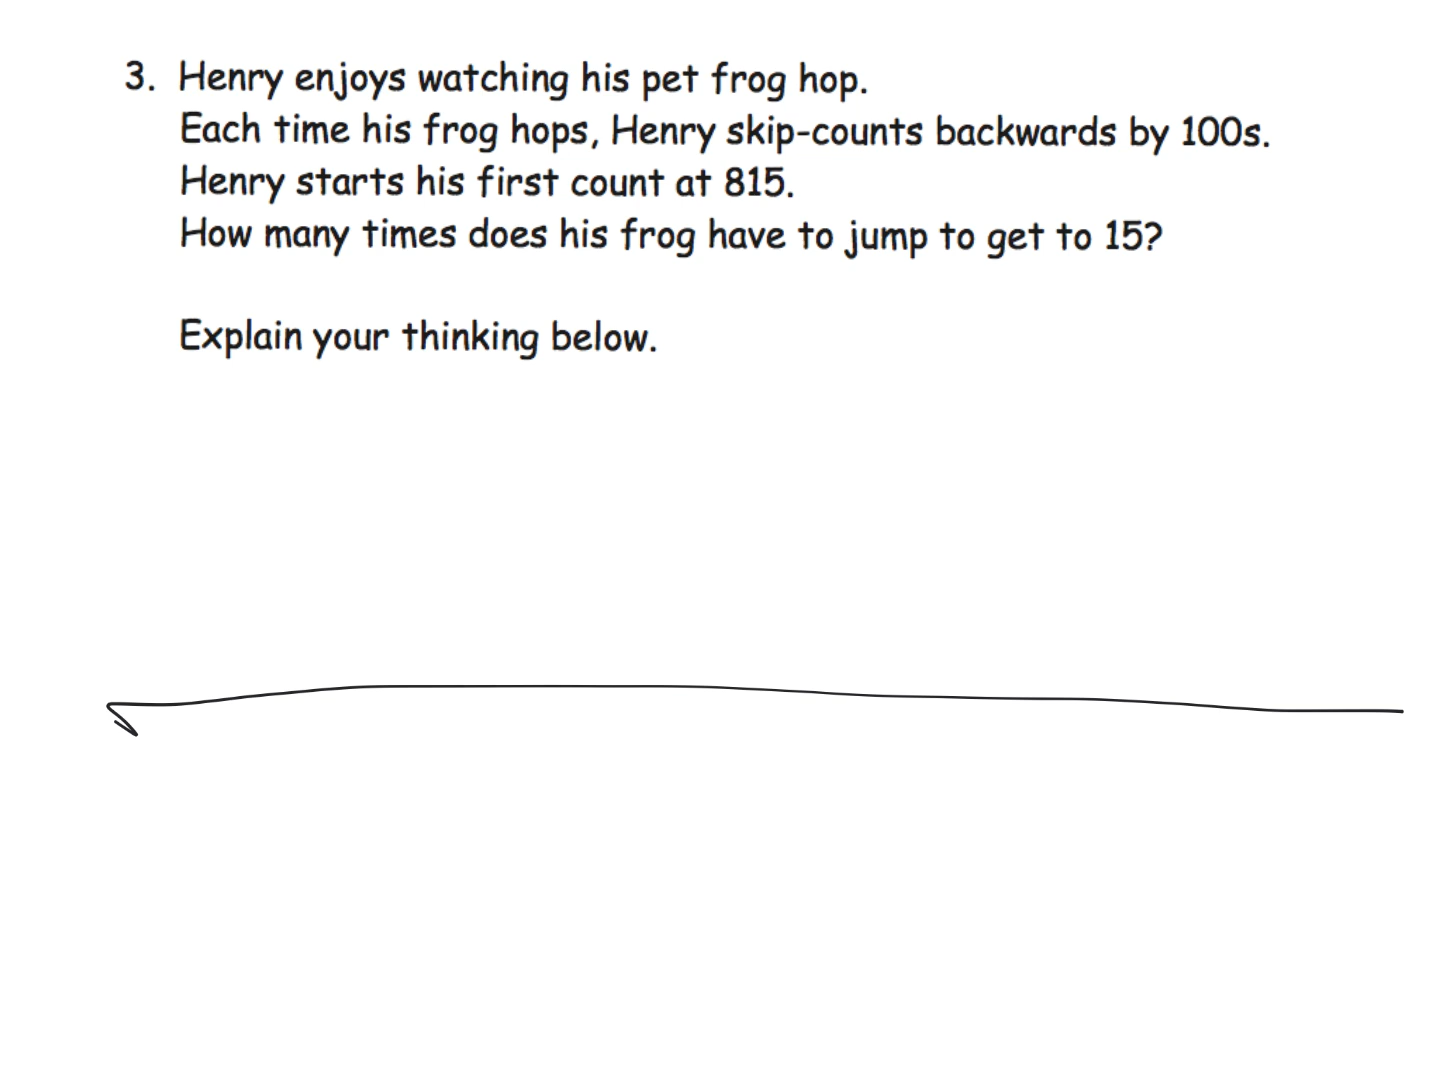 3. Henry enjoys watching his pet frog hop.
Each time his frog hops, Henry skip-counts backwards by 100s.
Henry starts his first count at 815.
How many times does his frog have to jump to get to 15?
Explain your thinking below.